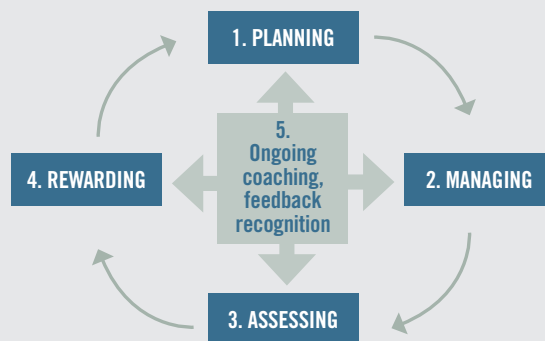 1. PLANNING
2. MANAGING
3. ASSESSING
4. REWARDING
5.
Ongoing
coaching,
feedback
recognition